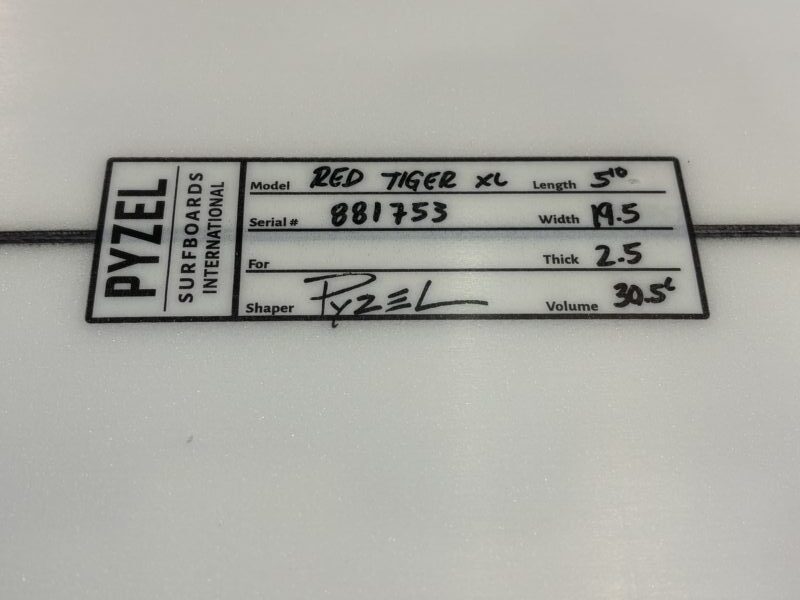 PYZEL
SURFBOARDS
INTERNATIONAL
Model RED TIGER XL Length 5'10
Serial # 881753 Width 19.5
For Thick 2.5
Shaper PYZEL Volume 30.5L